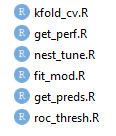 R kfold_cv.R
R get_perf.R
R nest_tune.R
R fit_mod.R
R get_preds.R
R roc_thresh.R